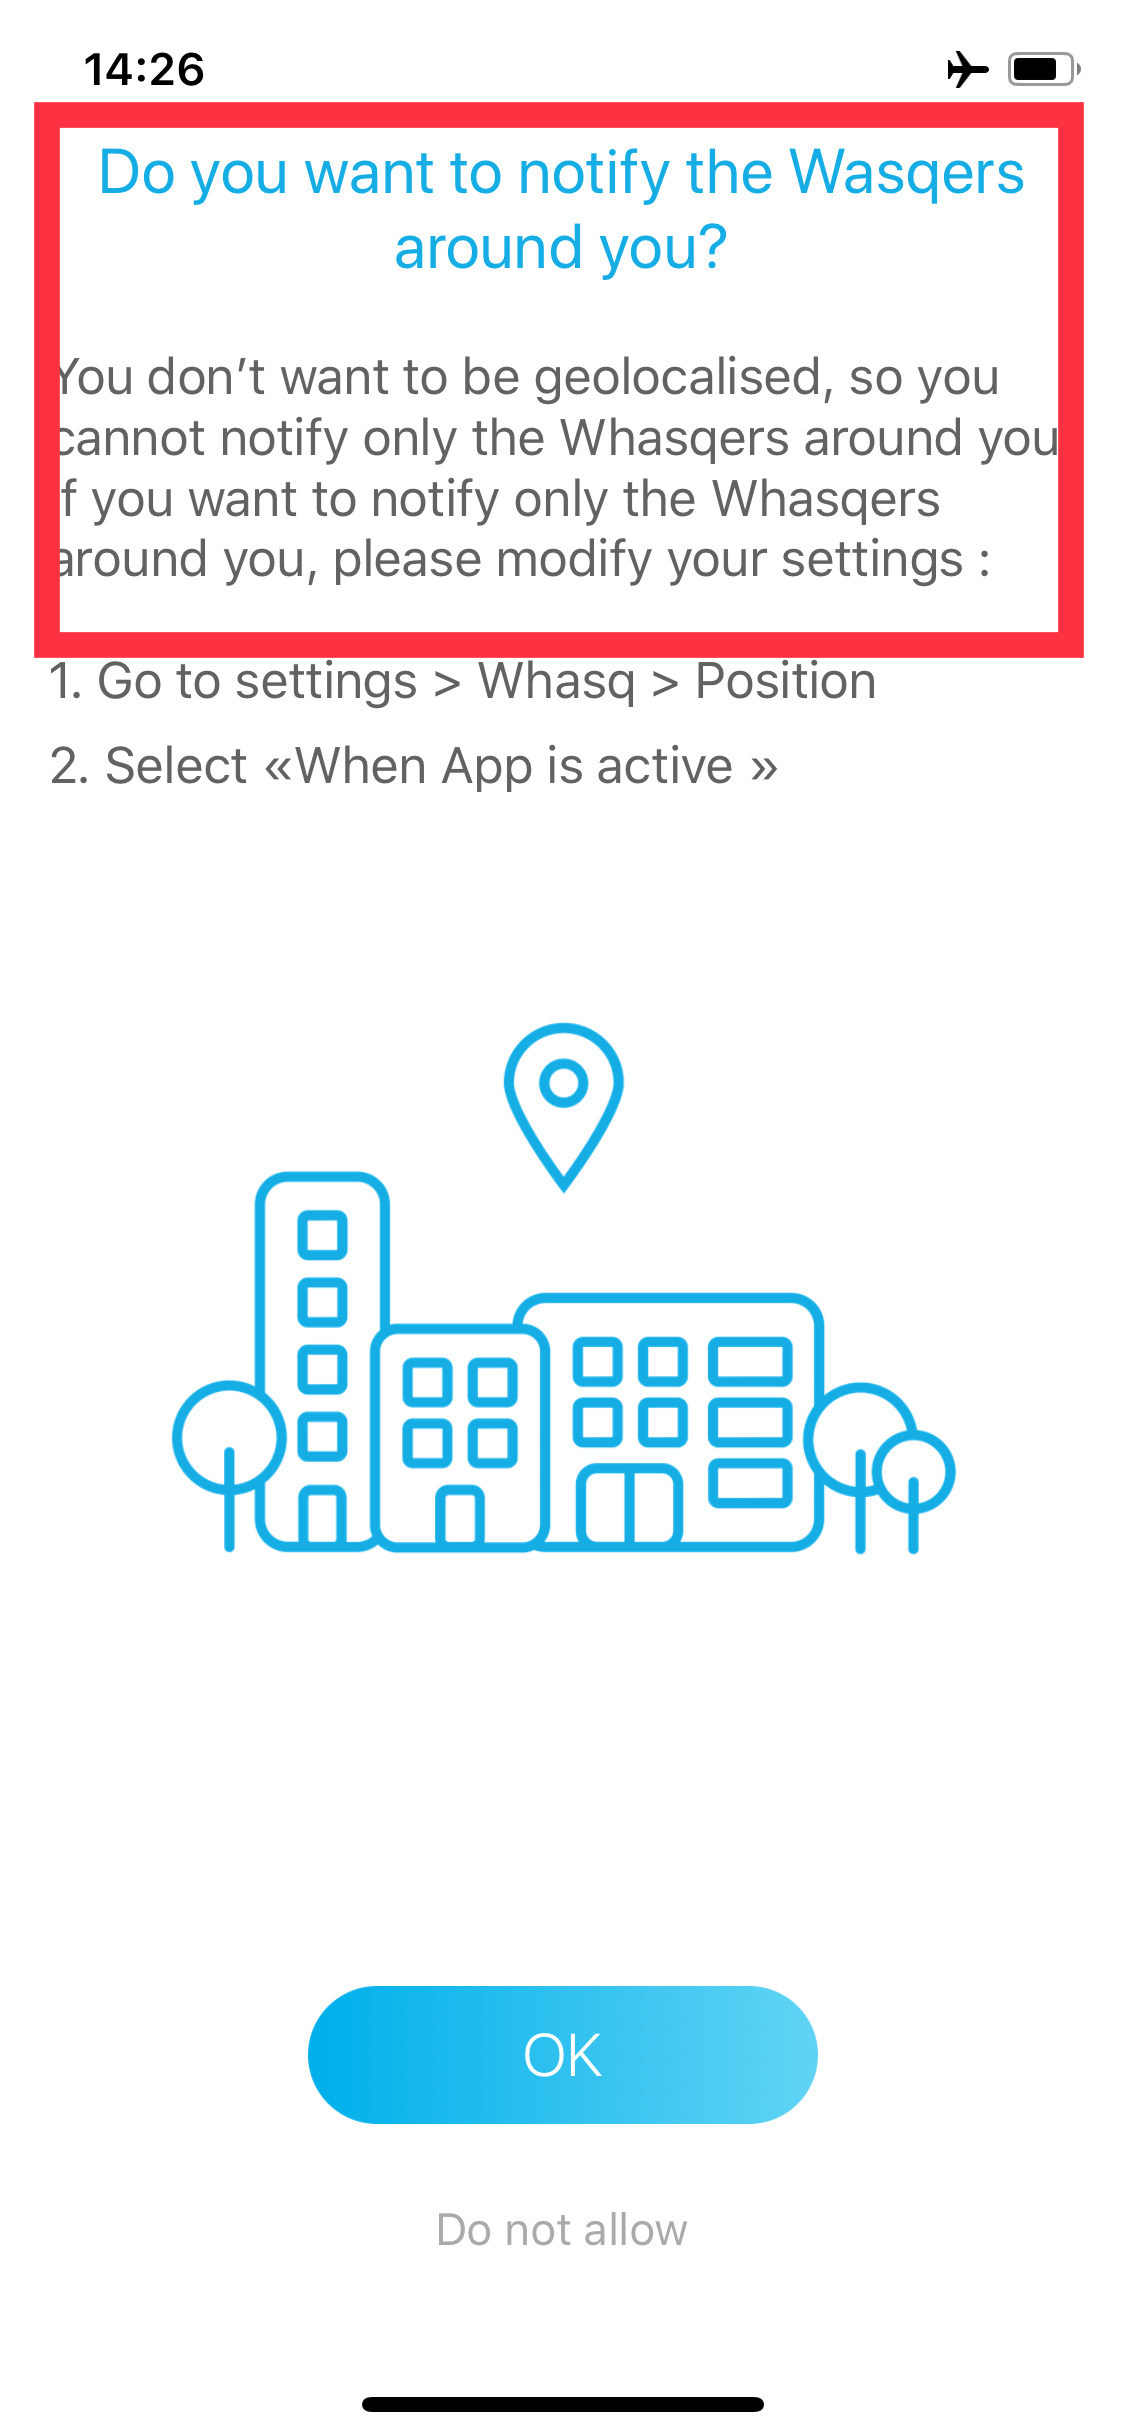 14:26
Do you want to notify the Wasqers
around you?
You don’t want to be geolocalised, so you
cannot notify only the Whasqers around you
If you want to notify only the Whasqers
around you, please modify your settings :
1. Go to settings > Whasq > Position
2. Select «When App is active »
OK
Do not allow